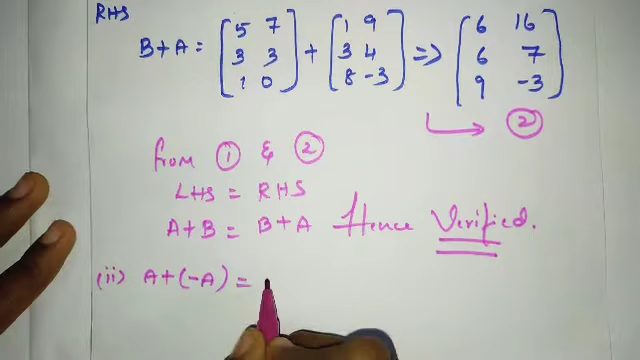 RHS
B+A = [5 7 3 3 1 0] + [1 9 3 4 8 -3] => [6 16 6 7 9 -3]
②
from ① & ②
LHS = RHS
A+B = B+A Hence Verified.
(ii) A+(-A) =